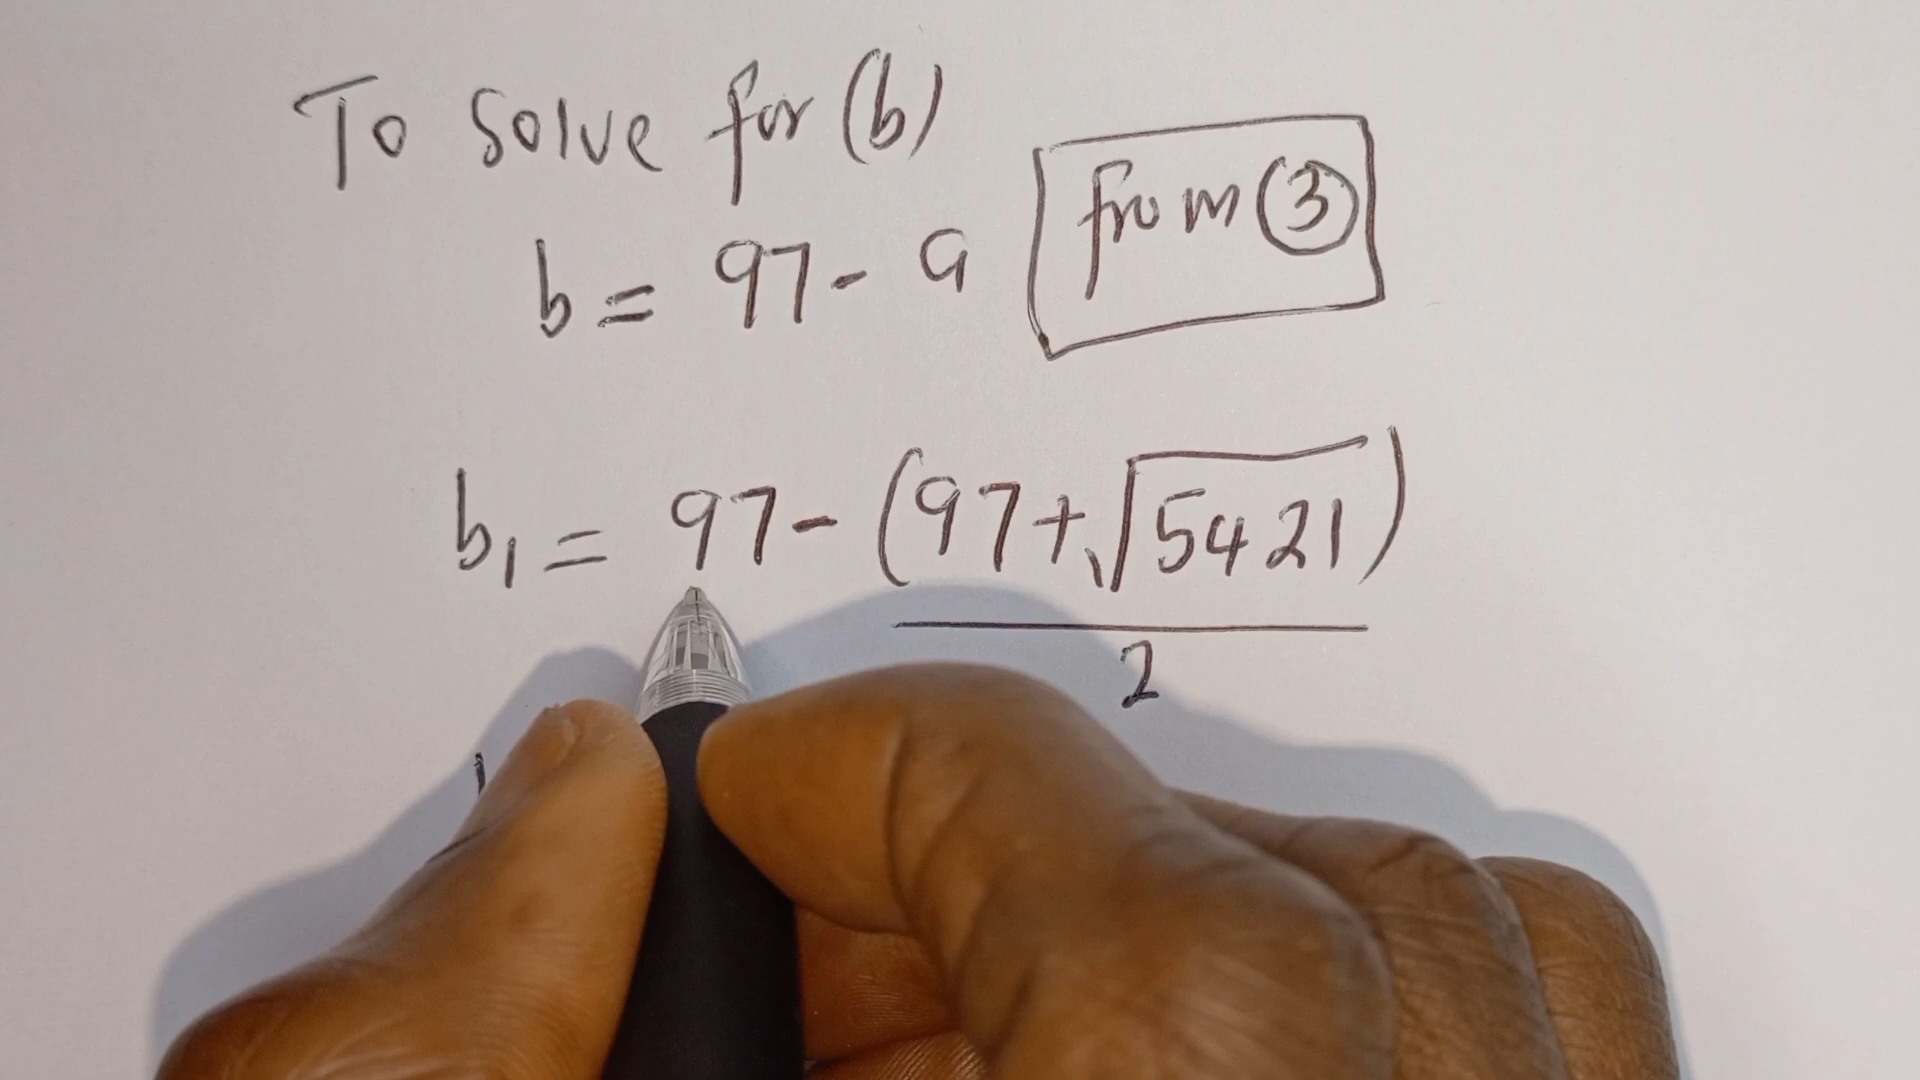 To solve for (b)
b = 97 - a from ③
b₁ = 97 - (97 + √5421)
2